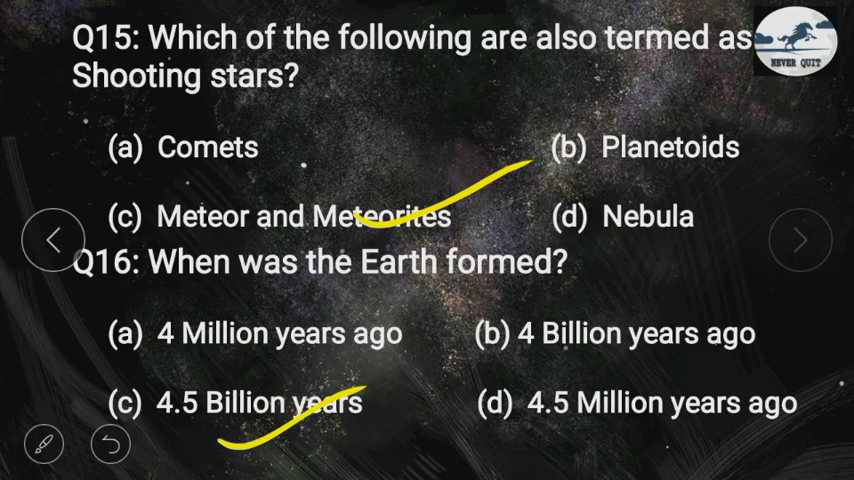 Q15: Which of the following are also termed as
Shooting stars?
NEVER QUIT
(a) Comets (b) Planetoids
(c) Meteor and Meteorites (d) Nebula
Q16: When was the Earth formed?
(a) 4 Million years ago (b) 4 Billion years ago
(c) 4.5 Billion years (d) 4.5 Million years ago